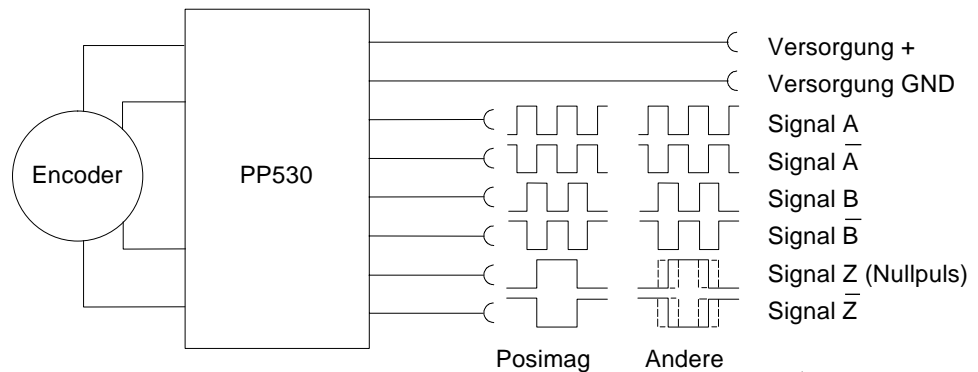 Versorgung +
Versorgung GND
Signal A
Signal A̅
Encoder
PP530
Signal B
Signal B̅
Signal Z (Nullpuls)
Signal Z̅
Posimag
Andere